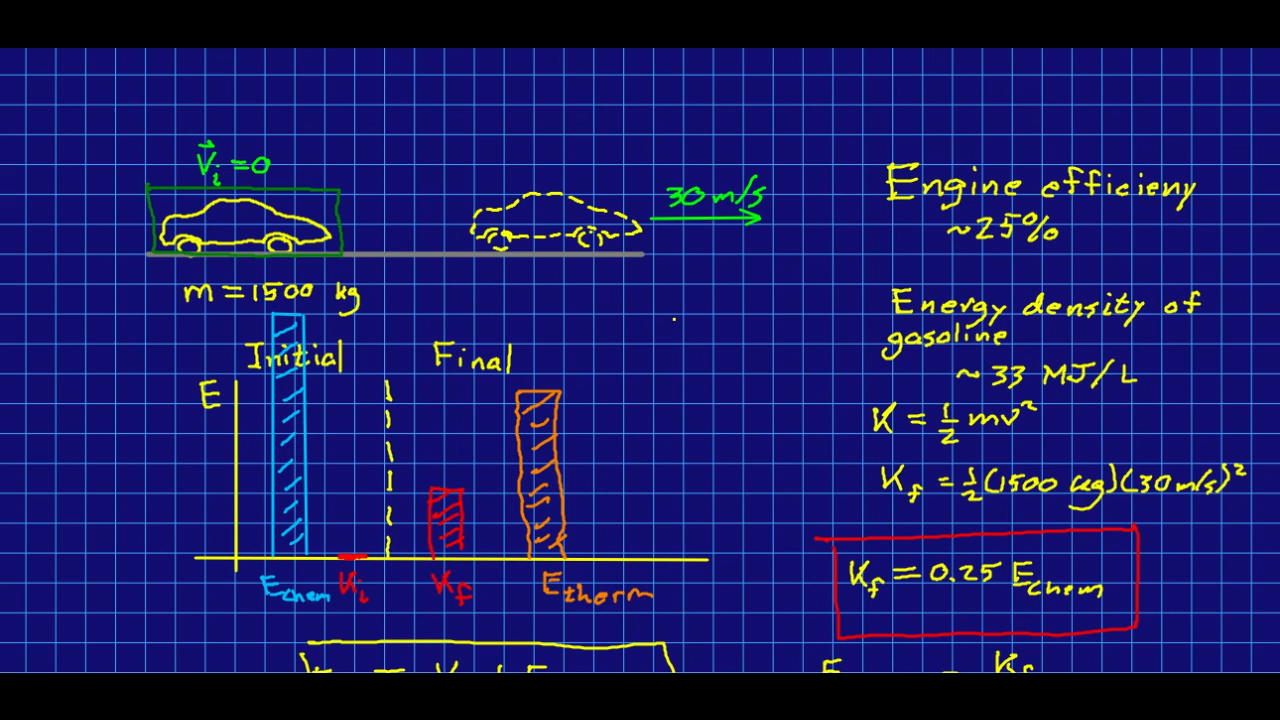 V⃗i = 0
30 m/s
m = 1500 kg
Initial
Final
E
Echem
Ki
Kf
Etherm
Engine efficieny
~25%
Energy density of
gasoline
~ 33 MJ/L
K = 1/2 mv²
Kf = 1/2 (1500 kg)(30 m/s)²
Kf = 0.25 Echem